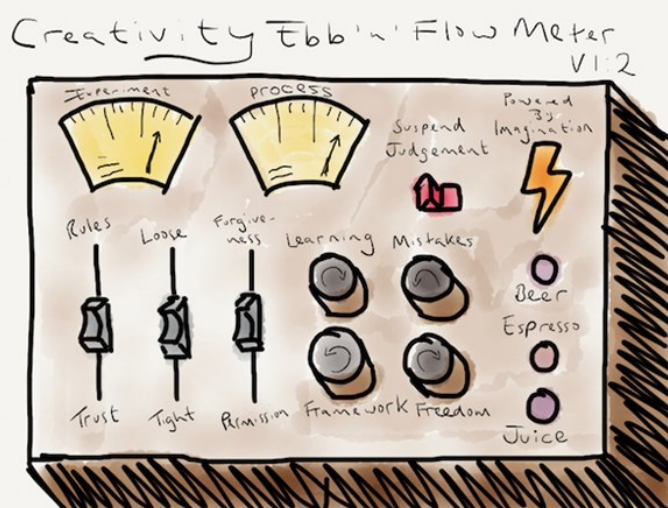 Creativity Ebb 'n' Flow Meter
V1:2
Experiment
Process
Suspend
Judgement
Powered
By
Imagination
Rules
Loose
Forgive-
ness
Learning
Mistakes
Beer
Espresso
Trust
Tight
Permission
Framework
Freedom
Juice